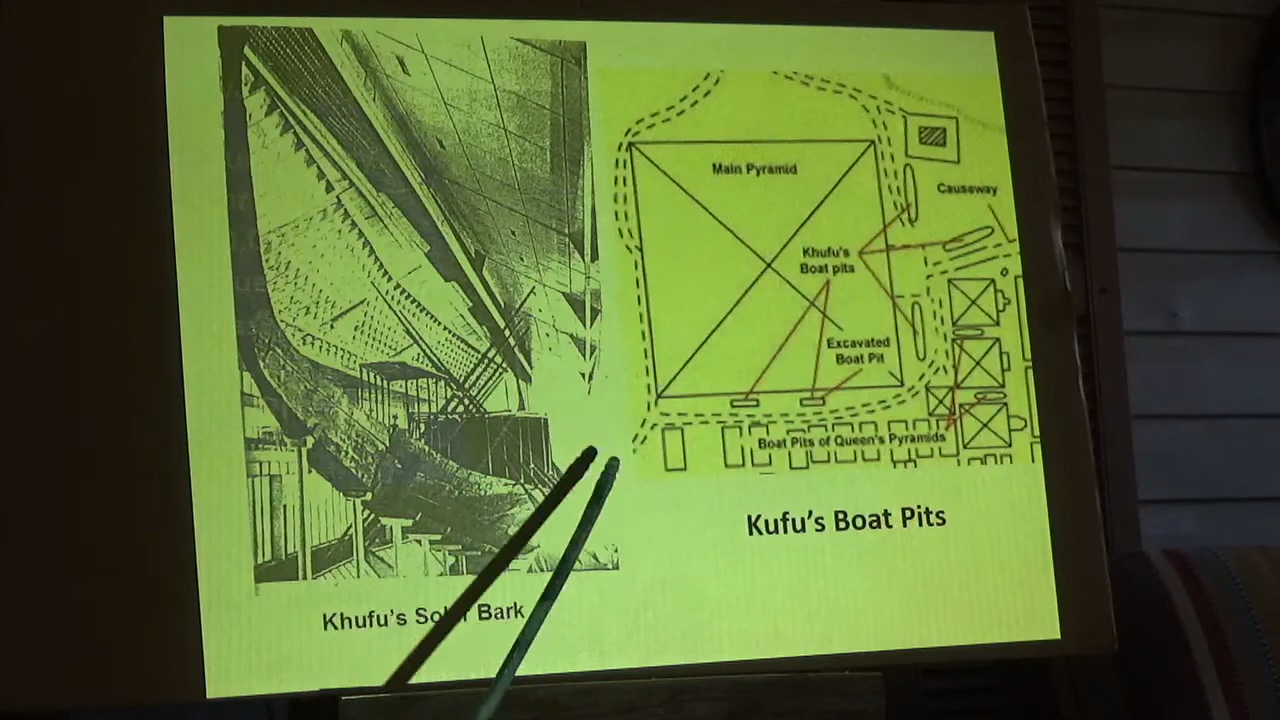 Main Pyramid
Causeway
Khufu's
Boat pits
Excavated
Boat Pit
Boat Pits of Queen's Pyramids
Kufu's Boat Pits
Khufu's Solar Bark